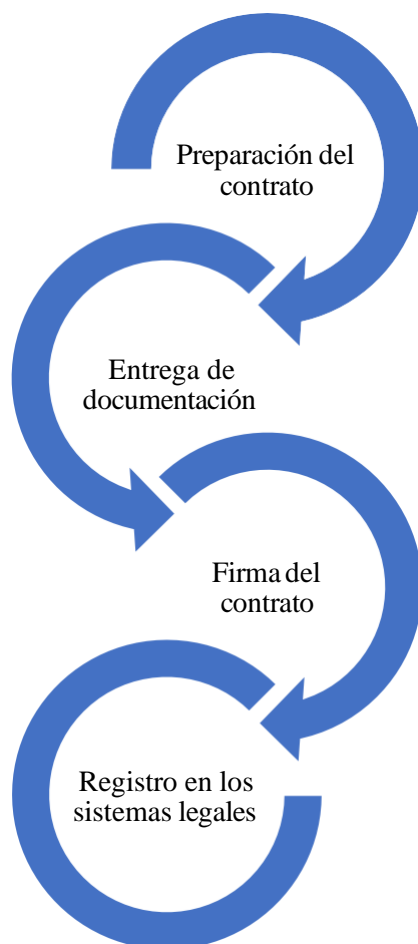 Preparación del
contrato
Entrega de
documentación
Firma del
contrato
Registro en los
sistemas legales